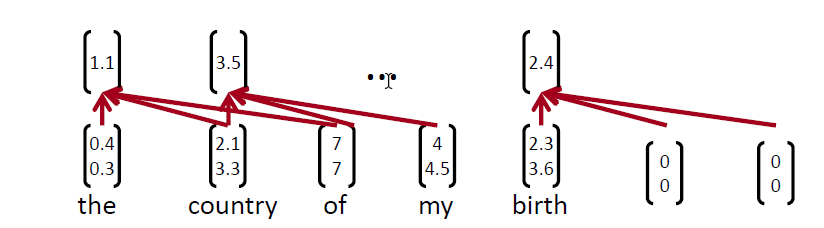 1.1 3.5 ... 2.4
0.4 2.1 7 4 2.3 0 0
0.3 3.3 7 4.5 3.6 0 0
the country of my birth